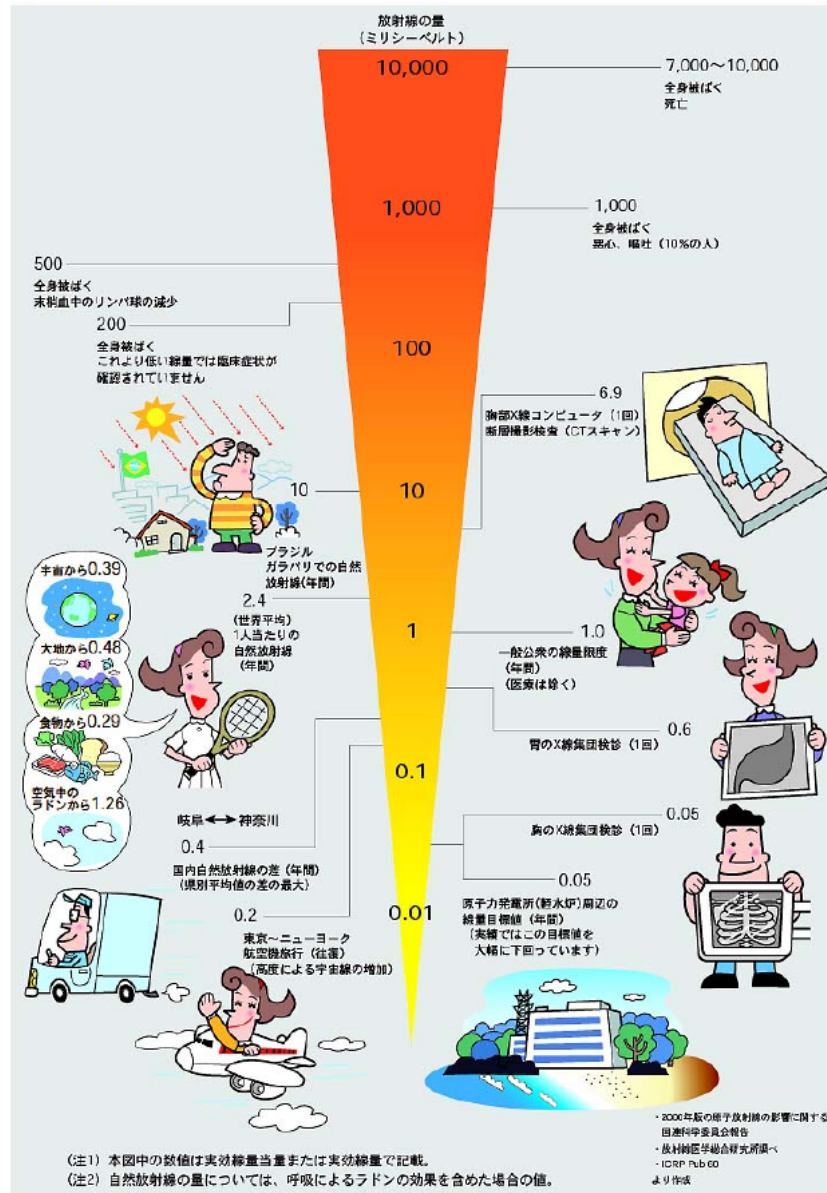 放射線の量
(ミリシーベルト)
10,000
7,000〜10,000
全身被ばく
死亡
1,000
1,000
全身被ばく
悪心、嘔吐（10％の人）
500
全身被ばく
末梢血中のリンパ球の減少
200
全身被ばく
これより低い線量では臨床症状が
確認されていません
100
6.9
胸部X線コンピュータ（1回）
断層撮影検査（CTスキャン）
10
10
ブラジル
ガラパリでの自然
放射線(年間)
宇宙から0.39
大地から0.48
食物から0.29
空気中の
ラドンから1.26
2.4
(世界平均)
1人当たりの
自然放射線
(年間)
1
1.0
一般公衆の線量限度
(年間)
(医療は除く)
0.6
胃のX線集団検診（1回）
0.1
岐阜⟷神奈川
0.4
国内自然放射線の差（年間）
(県別平均値の差の最大)
0.05
胸のX線集団検診（1回）
0.05
原子力発電所(軽水炉)周辺の
線量目標値（年間）
(実績ではこの目標値を
大幅に下回っています)
0.01
0.2
東京〜ニューヨーク
航空機旅行（往復）
(高度による宇宙線の増加)
・2000年版の原子放射線の影響に関する
国連科学委員会報告
・放射線医学総合研究所調べ
・ICRP Pub 60
より作成
(注1) 本図中の数値は実効線量当量または実効線量で記載。
(注2) 自然放射線の量については、呼吸によるラドンの効果を含めた場合の値。